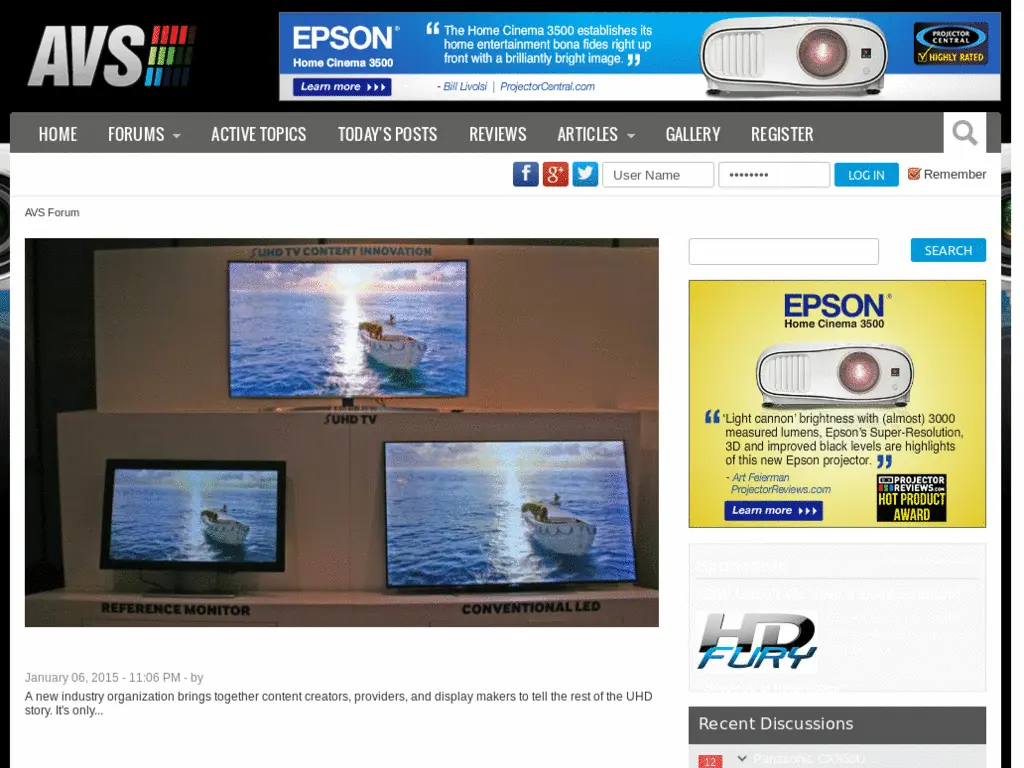 AVS
EPSON®
Home Cinema 3500
Learn more
“ The Home Cinema 3500 establishes its
home entertainment bona fides right up
front with a brilliantly bright image. ”
- Bill Livolsi | ProjectorCentral.com
PROJECTOR
CENTRAL
HIGHLY RATED
HOME
FORUMS
ACTIVE TOPICS
TODAY'S POSTS
REVIEWS
ARTICLES
GALLERY
REGISTER
f
g+
User Name
••••••••
LOG IN
Remember
AVS Forum
SUHD TV CONTENT INNOVATION
SUHD TV
REFERENCE MONITOR
CONVENTIONAL LED
January 06, 2015 - 11:06 PM - by
A new industry organization brings together content creators, providers, and display makers to tell the rest of the UHD
story. It's only...
SEARCH
EPSON®
Home Cinema 3500
“ ‘Light cannon’ brightness with (almost) 3000
measured lumens, Epson’s Super-Resolution,
3D and improved black levels are highlights
of this new Epson projector. ”
- Art Feierman
ProjectorReviews.com
Learn more
PROJECTOR
REVIEWS.COM
HOT PRODUCT
AWARD
Sponsors
HD
FURY
Recent Discussions
12
Panasonic CX850U